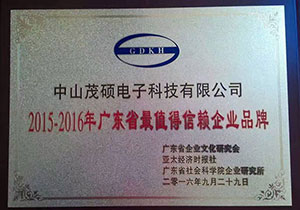 GDKH
中山茂硕电子科技有限公司
2015-2016年广东省最值得信赖企业品牌
广东省企业文化研究会
亚太经济时报社
广东省社会科学院企业研究所
二零一六年九月二十九日